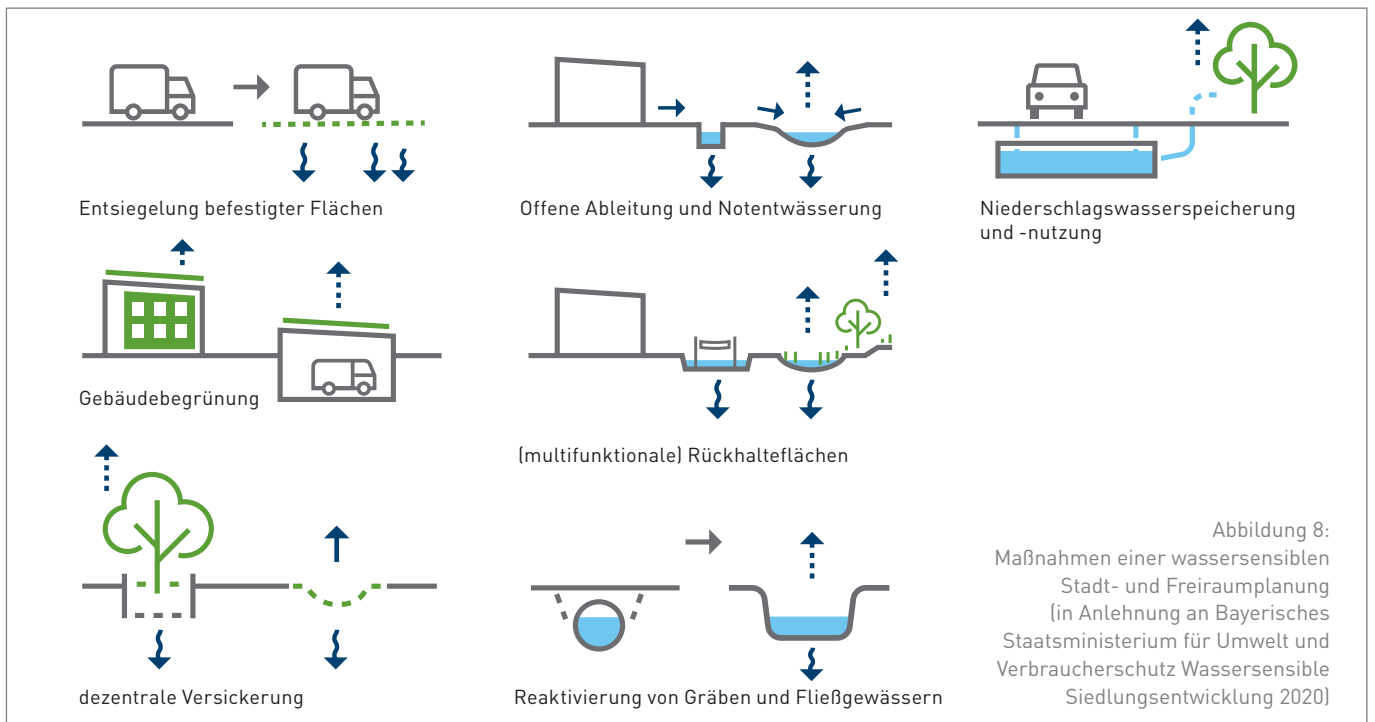 Entsiegelung befestigter Flächen
Offene Ableitung und Notentwässerung
Niederschlagswasserspeicherung
und -nutzung
Gebäudebegrünung
(multifunktionale) Rückhalteflächen
dezentrale Versickerung
Reaktivierung von Gräben und Fließgewässern
Abbildung 8:
Maßnahmen einer wassersensiblen
Stadt- und Freiraumplanung
(in Anlehnung an Bayerisches
Staatsministerium für Umwelt und
Verbraucherschutz Wassersensible
Siedlungsentwicklung 2020)